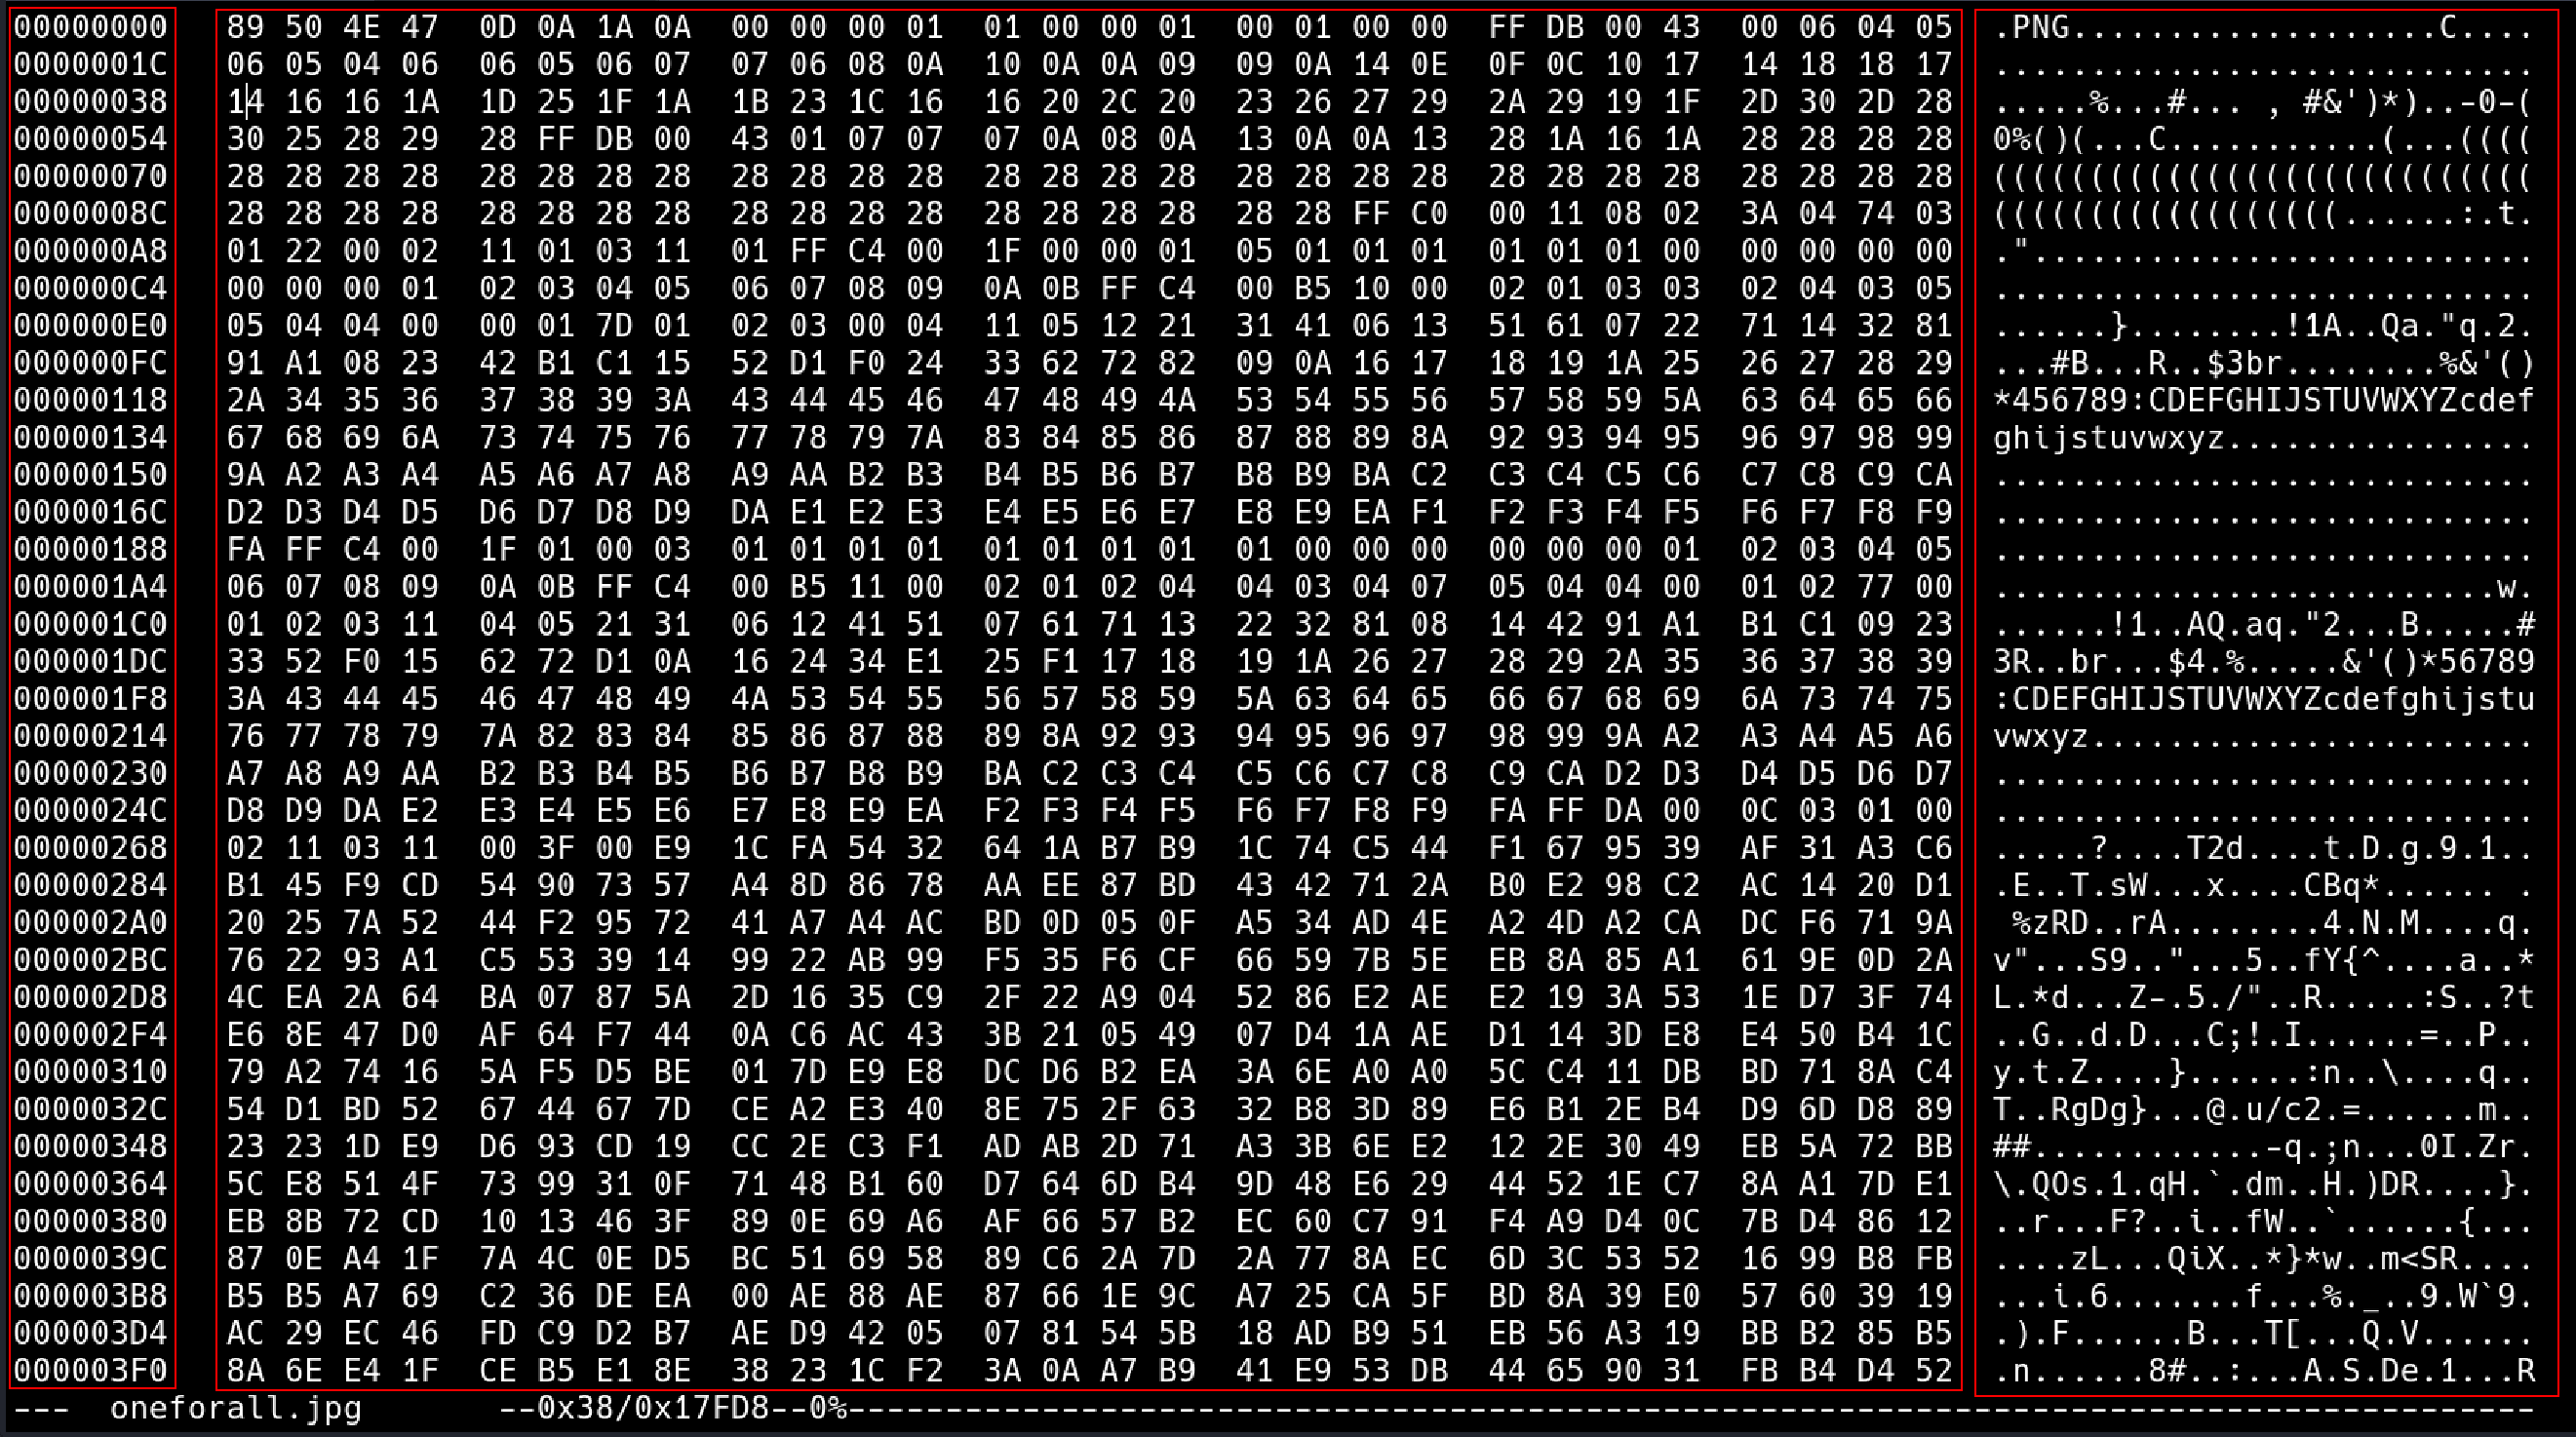 00000000 89 50 4E 47 0D 0A 1A 0A 00 00 00 01 01 00 00 01 00 01 00 00 FF DB 00 43 00 06 04 05 .PNG...................C....
0000001C 06 05 04 06 06 05 06 07 07 06 08 0A 10 0A 0A 09 09 0A 14 0E 0F 0C 10 17 14 18 18 17 ............................
00000038 14 16 16 1A 1D 25 1F 1A 1B 23 1C 16 16 20 2C 20 23 26 27 29 2A 29 19 1F 2D 30 2D 28 .....%...#... , #&')*)..-0-(
00000054 30 25 28 29 28 FF DB 00 43 01 07 07 07 0A 08 0A 13 0A 0A 13 28 1A 16 1A 28 28 28 28 0%()(...C...........(...((((
00000070 28 28 28 28 28 28 28 28 28 28 28 28 28 28 28 28 28 28 28 28 28 28 28 28 28 28 28 28 ((((((((((((((((((((((((((((
0000008C 28 28 28 28 28 28 28 28 28 28 28 28 28 28 28 28 28 28 FF C0 00 11 08 02 3A 04 74 03 ((((((((((((((((((......:.t.
000000A8 01 22 00 02 11 01 03 11 01 FF C4 00 1F 00 00 01 05 01 01 01 01 01 01 00 00 00 00 00 ."..........................
000000C4 00 00 00 01 02 03 04 05 06 07 08 09 0A 0B FF C4 00 B5 10 00 02 01 03 03 02 04 03 05 ............................
000000E0 05 04 04 00 00 01 7D 01 02 03 00 04 11 05 12 21 31 41 06 13 51 61 07 22 71 14 32 81 ......}........!1A..Qa."q.2.
000000FC 91 A1 08 23 42 B1 C1 15 52 D1 F0 24 33 62 72 82 09 0A 16 17 18 19 1A 25 26 27 28 29 ...#B...R..$3br........%&'()
00000118 2A 34 35 36 37 38 39 3A 43 44 45 46 47 48 49 4A 53 54 55 56 57 58 59 5A 63 64 65 66 *456789:CDEFGHIJSTUVWXYZcdef
00000134 67 68 69 6A 73 74 75 76 77 78 79 7A 83 84 85 86 87 88 89 8A 92 93 94 95 96 97 98 99 ghijstuvwxyz................
00000150 9A A2 A3 A4 A5 A6 A7 A8 A9 AA B2 B3 B4 B5 B6 B7 B8 B9 BA C2 C3 C4 C5 C6 C7 C8 C9 CA ............................
0000016C D2 D3 D4 D5 D6 D7 D8 D9 DA E1 E2 E3 E4 E5 E6 E7 E8 E9 EA F1 F2 F3 F4 F5 F6 F7 F8 F9 ............................
00000188 FA FF C4 00 1F 01 00 03 01 01 01 01 01 01 01 01 01 00 00 00 00 00 00 01 02 03 04 05 ............................
000001A4 06 07 08 09 0A 0B FF C4 00 B5 11 00 02 01 02 04 04 03 04 07 05 04 04 00 01 02 77 00 ..........................w.
000001C0 01 02 03 11 04 05 21 31 06 12 41 51 07 61 71 13 22 32 81 08 14 42 91 A1 B1 C1 09 23 ......!1..AQ.aq."2...B.....#
000001DC 33 52 F0 15 62 72 D1 0A 16 24 34 E1 25 F1 17 18 19 1A 26 27 28 29 2A 35 36 37 38 39 3R..br...$4.%.....&'()*56789
000001F8 3A 43 44 45 46 47 48 49 4A 53 54 55 56 57 58 59 5A 63 64 65 66 67 68 69 6A 73 74 75 :CDEFGHIJSTUVWXYZcdefghijstu
00000214 76 77 78 79 7A 82 83 84 85 86 87 88 89 8A 92 93 94 95 96 97 98 99 9A A2 A3 A4 A5 A6 vwxyz.......................
00000230 A7 A8 A9 AA B2 B3 B4 B5 B6 B7 B8 B9 BA C2 C3 C4 C5 C6 C7 C8 C9 CA D2 D3 D4 D5 D6 D7 ............................
0000024C D8 D9 DA E2 E3 E4 E5 E6 E7 E8 E9 EA F2 F3 F4 F5 F6 F7 F8 F9 FA FF DA 00 0C 03 01 00 ............................
00000268 02 11 03 11 00 3F 00 E9 1C FA 54 32 64 1A B7 B9 1C 74 C5 44 F1 67 95 39 AF 31 A3 C6 .....?....T2d....t.D.g.9.1..
00000284 B1 45 F9 CD 54 90 73 57 A4 8D 86 78 AA EE 87 BD 43 42 71 2A B0 E2 98 C2 AC 14 20 D1 .E..T.sW...x....CBq*...... .
000002A0 20 25 7A 52 44 F2 95 72 41 A7 A4 AC BD 0D 05 0F A5 34 AD 4E A2 4D A2 CA DC F6 71 9A  %zRD..rA........4.N.M....q.
000002BC 76 22 93 A1 C5 53 39 14 99 22 AB 99 F5 35 F6 CF 66 59 7B 5E EB 8A 85 A1 61 9E 0D 2A v"...S9.."...5..fY{^....a..*
000002D8 4C EA 2A 64 BA 07 87 5A 2D 16 35 C9 2F 22 A9 04 52 86 E2 AE E2 19 3A 53 1E D7 3F 74 L.*d...Z-.5./"..R.....:S..?t
000002F4 E6 8E 47 D0 AF 64 F7 44 0A C6 AC 43 3B 21 05 49 07 D4 1A AE D1 14 3D E8 E4 50 B4 1C ..G..d.D...C;!.I......=..P..
00000310 79 A2 74 16 5A F5 D5 BE 01 7D E9 E8 DC D6 B2 EA 3A 6E A0 A0 5C C4 11 DB BD 71 8A C4 y.t.Z....}......:n..\....q..
0000032C 54 D1 BD 52 67 44 67 7D CE A2 E3 40 8E 75 2F 63 32 B8 3D 89 E6 B1 2E B4 D9 6D D8 89 T..RgDg}...@.u/c2.=......m..
00000348 23 23 1D E9 D6 93 CD 19 CC 2E C3 F1 AD AB 2D 71 A3 3B 6E E2 12 2E 30 49 EB 5A 72 BB ##............-q.;n...0I.Zr.
00000364 5C E8 51 4F 73 99 31 0F 71 48 B1 60 D7 64 6D B4 9D 48 E6 29 44 52 1E C7 8A A1 7D E1 \.QOs.1.qH.`.dm..H.)DR....}.
00000380 EB 8B 72 CD 10 13 46 3F 89 0E 69 A6 AF 66 57 B2 EC 60 C7 91 F4 A9 D4 0C 7B D4 86 12 ..r...F?..i..fW..`......{...
0000039C 87 0E A4 1F 7A 4C 0E D5 BC 51 69 58 89 C6 2A 7D 2A 77 8A EC 6D 3C 53 52 16 99 B8 FB ....zL...QiX..*}*w..m<SR....
000003B8 B5 B5 A7 69 C2 36 DE EA 00 AE 88 AE 87 66 1E 9C A7 25 CA 5F BD 8A 39 E0 57 60 39 19 ...i.6.......f...%._..9.W`9.
000003D4 AC 29 EC 46 FD C9 D2 B7 AE D9 42 05 07 81 54 5B 18 AD B9 51 EB 56 A3 19 BB B2 85 B5 .).F......B...T[...Q.V......
000003F0 8A 6E E4 1F CE B5 E1 8E 38 23 1C F2 3A 0A A7 B9 41 E9 53 DB 44 65 90 31 FB B4 D4 52 .n......8#..:...A.S.De.1...R
--- oneforall.jpg --0x38/0x17FD8--0%--------------------------------------------------------------------------------